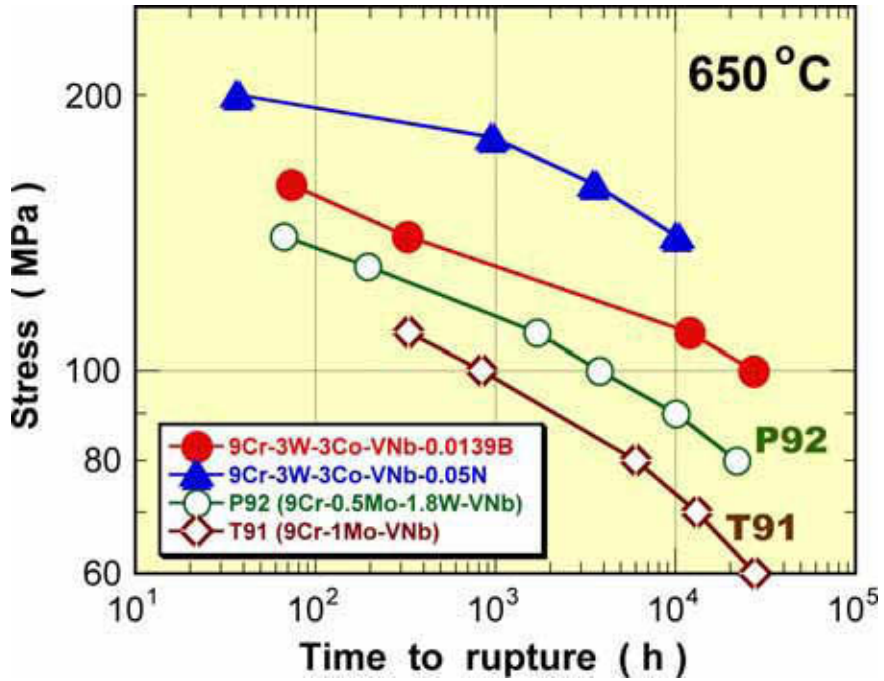 650°C
200
100
80
60
Stress ( MPa )
9Cr-3W-3Co-VNb-0.0139B
9Cr-3W-3Co-VNb-0.05N
P92 (9Cr-0.5Mo-1.8W-VNb)
T91 (9Cr-1Mo-VNb)
P92
T91
10¹ 10² 10³ 10⁴ 10⁵
Time to rupture ( h )